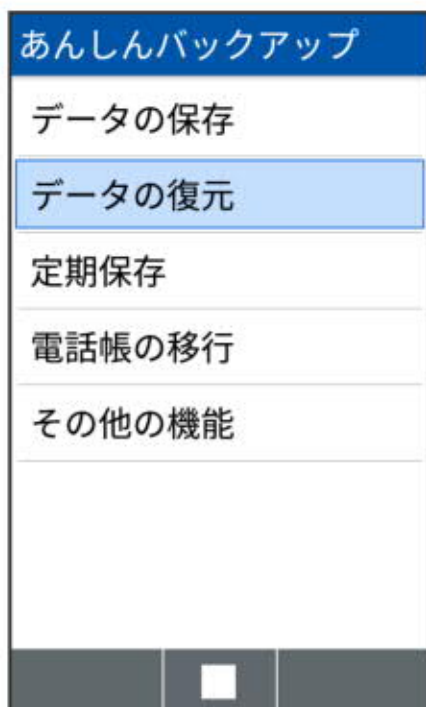 あんしんバックアップ
データの保存
データの復元
定期保存
電話帳の移行
その他の機能